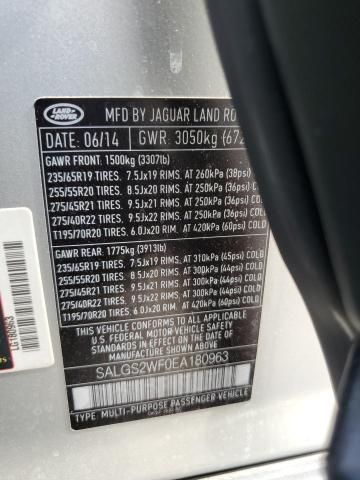 LAND-
ROVER
MFD BY JAGUAR LAND RO
DATE: 06/14 GWR: 3050kg (672
GAWR FRONT: 1500kg (3307lb)
235/65R19 TIRES. 7.5Jx19 RIMS. AT 260kPa (38psi)
255/55R20 TIRES. 8.5Jx20 RIMS. AT 250kPa (36psi) CO
275/45R21 TIRES. 9.5Jx21 RIMS. AT 250kPa (36psi) COL
275/40R22 TIRES. 9.5Jx22 RIMS. AT 250kPa (36psi) COL
T195/70R20 TIRES. 6.0Jx20 RIM. AT 420kPa (60psi) COL
GAWR REAR: 1775kg (3913lb)
235/65R19 TIRES. 7.5Jx19 RIMS. AT 310kPa (45psi) COLD
255/55R20 TIRES. 8.5Jx20 RIMS. AT 300kPa (44psi) COLD
275/45R21 TIRES. 9.5Jx21 RIMS. AT 300kPa (44psi) COLD
275/40R22 TIRES. 9.5Jx22 RIMS. AT 300kPa (44psi) COLD
T195/70R20 TIRES. 6.0Jx20 RIM. AT 420kPa (60psi) COLD
THIS VEHICLE CONFORMS TO ALL APPLICABLE
U.S. FEDERAL MOTOR VEHICLE SAFETY
AND THEFT PREVENTION STANDARDS
IN EFFECT ON THE DATE OF
MANUFACTURE SHOWN ABOVE.
SALGS2WF0EA180963
TYPE: MULTI-PURPOSE PASSENGER VEHICLE
LG180963